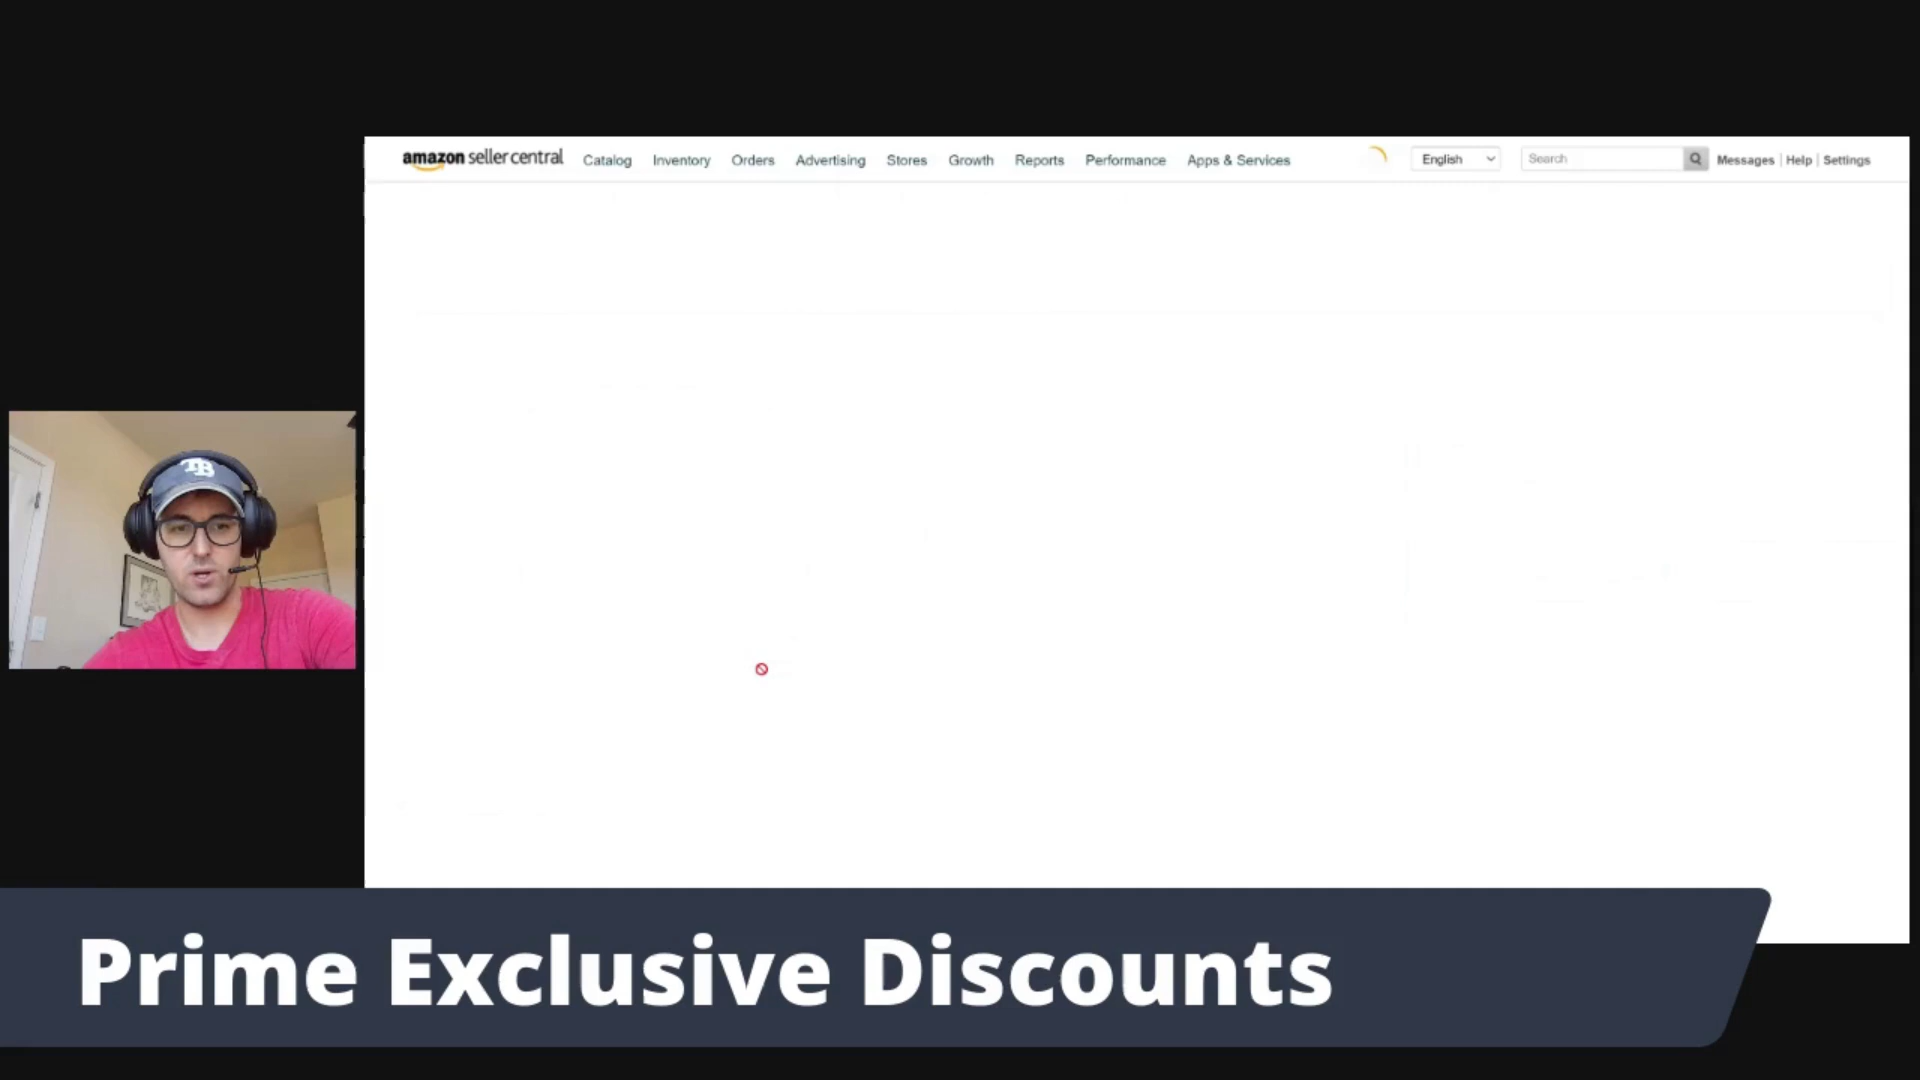 amazon seller central Catalog Inventory Orders Advertising Stores Growth Reports Performance Apps & Services English Search Messages | Help | Settings
TB
Prime Exclusive Discounts